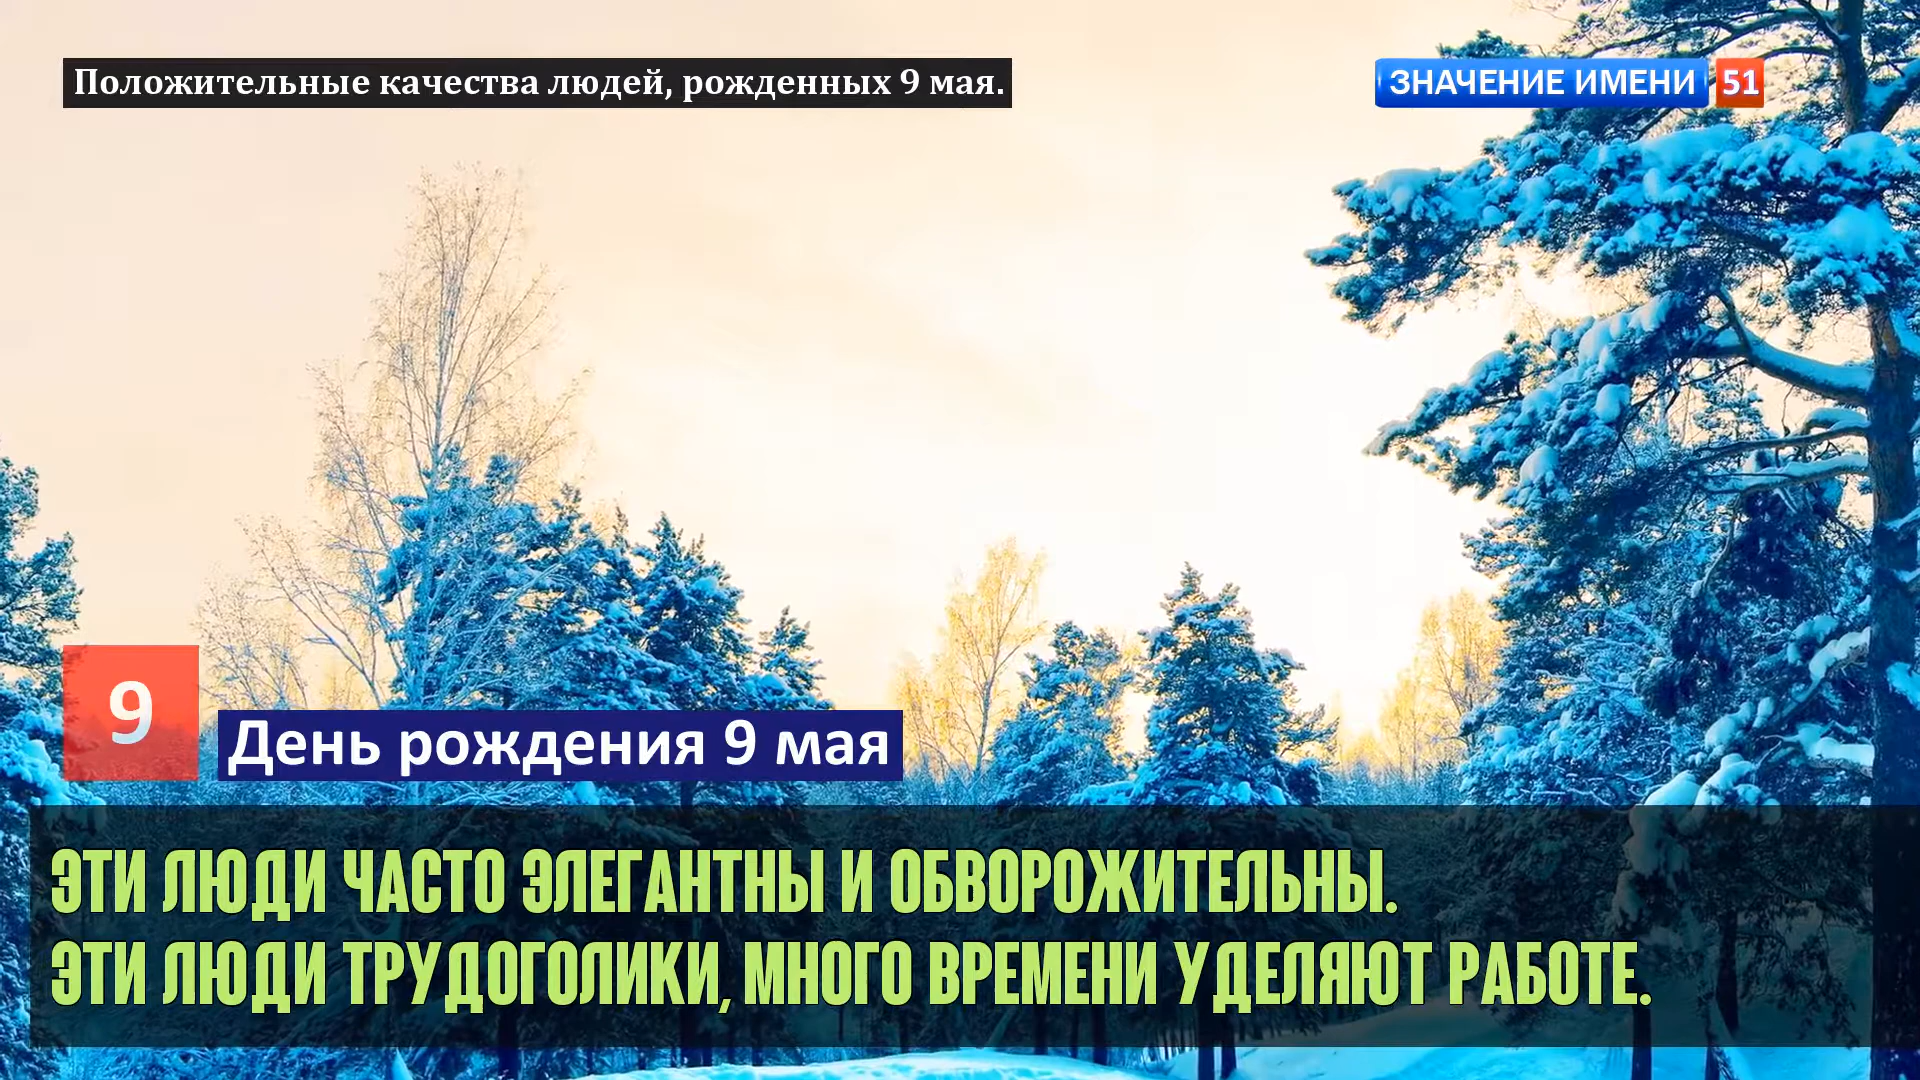 Положительные качества людей, рожденных 9 мая.
ЗНАЧЕНИЕ ИМЕНИ 51
9
День рождения 9 мая
ЭТИ ЛЮДИ ЧАСТО ЭЛЕГАНТНЫ И ОБВОРОЖИТЕЛЬНЫ.
ЭТИ ЛЮДИ ТРУДОГОЛИКИ, МНОГО ВРЕМЕНИ УДЕЛЯЮТ РАБОТЕ.